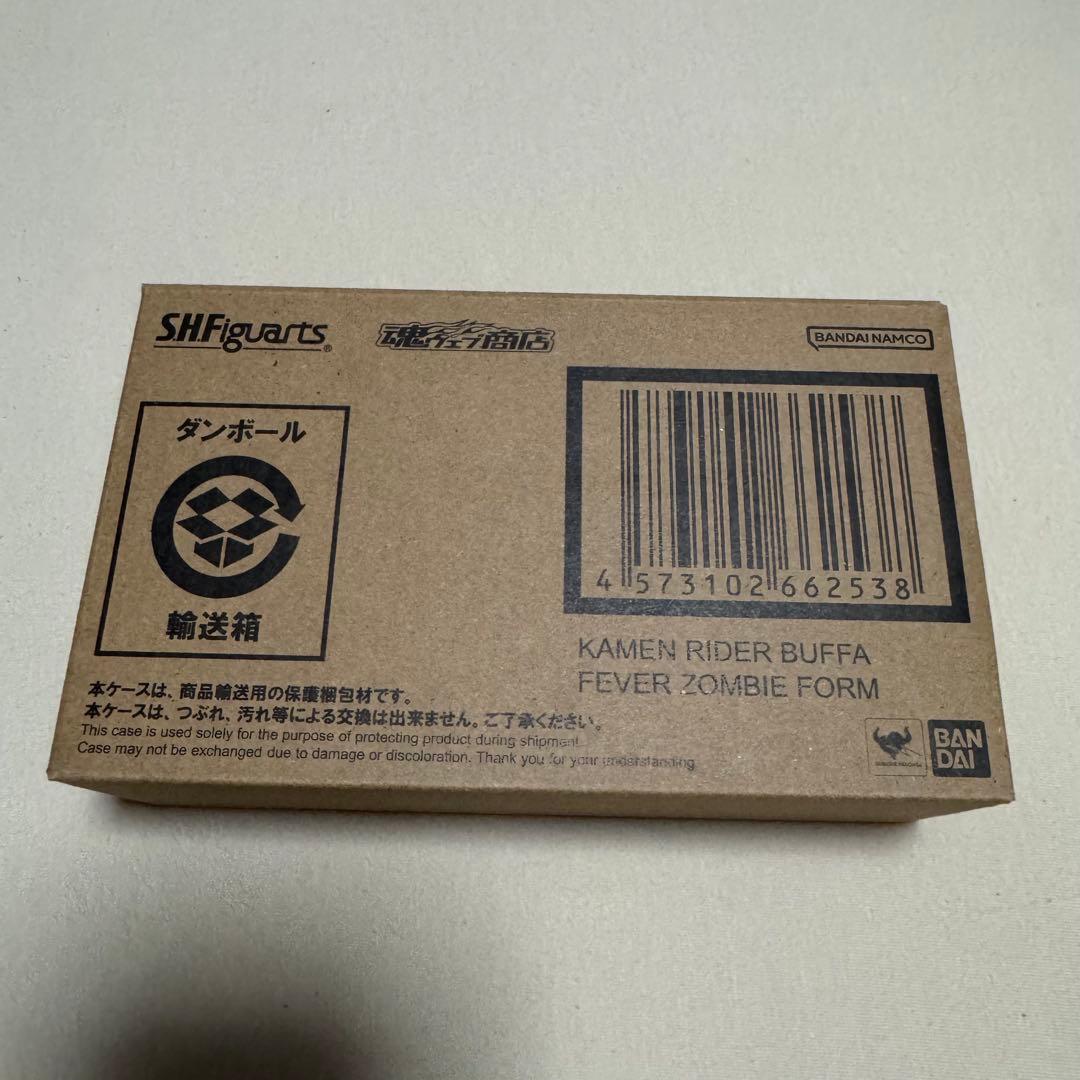 S.H.Figuarts®
魂ウェブ商店
BANDAI NAMCO
ダンボール
輸送箱
4 573102 662538
KAMEN RIDER BUFFA
FEVER ZOMBIE FORM
本ケースは、商品輸送用の保護梱包材です。
本ケースは、つぶれ、汚れ等による交換は出来ません。ご了承ください。
This case is used solely for the purpose of protecting product during shipment.
Case may not be exchanged due to damage or discoloration. Thank you for your understanding.
BAN
DAI